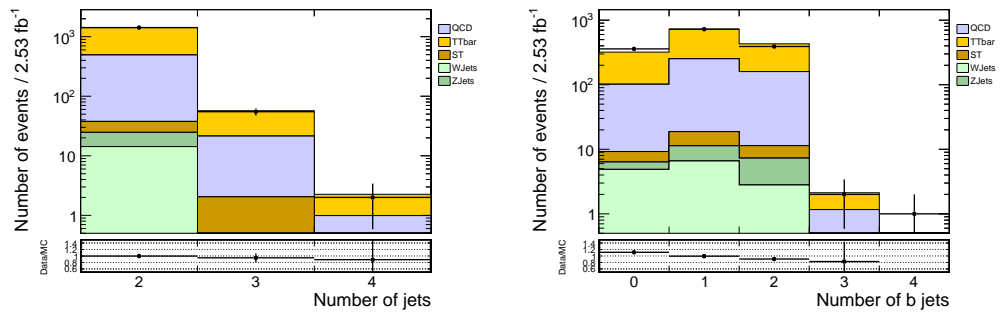 Number of events / 2.53 fb⁻¹
10³
10²
10
1
QCD
TTbar
ST
WJets
ZJets
Data/MC
1.4
1.2
1
0.8
0.6
2 3 4
Number of jets
Number of events / 2.53 fb⁻¹
10³
10²
10
1
QCD
TTbar
ST
WJets
ZJets
Data/MC
1.4
1.2
1
0.8
0.6
0 1 2 3 4
Number of b jets